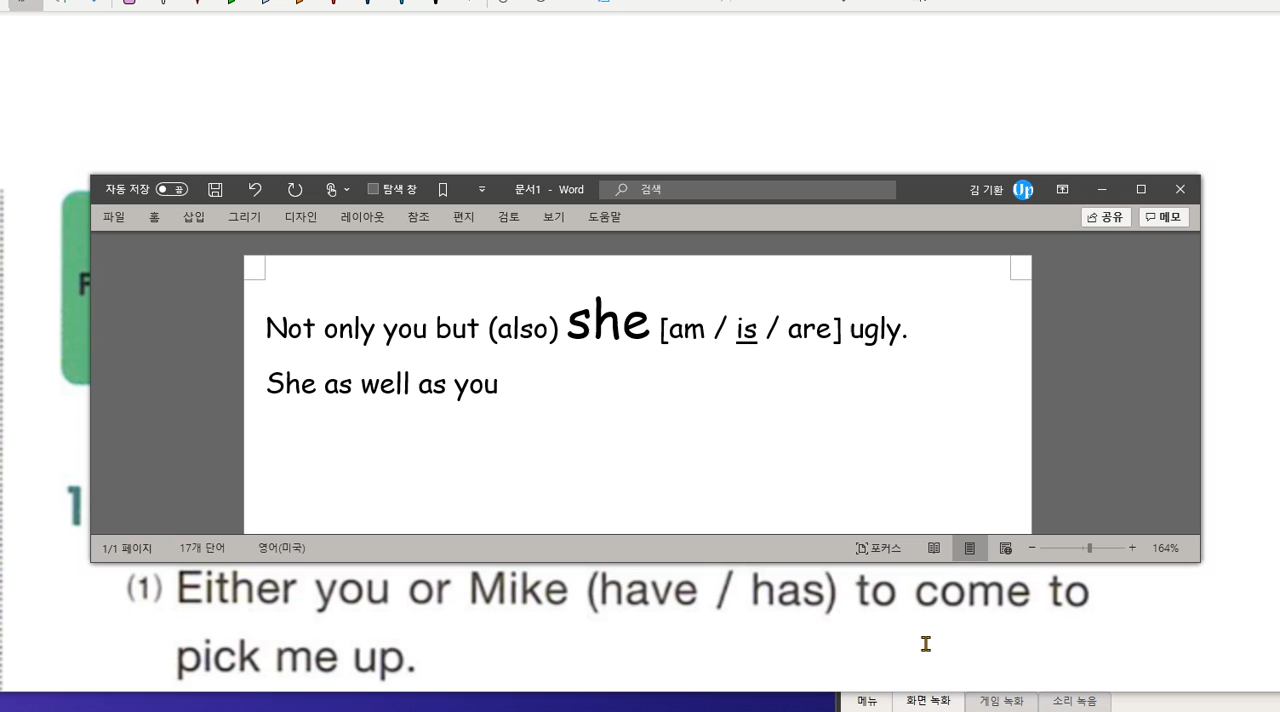 자동 저장 끔 탐색 창 문서1 - Word 검색 김 기환 Up
파일 홈 삽입 그리기 디자인 레이아웃 참조 편지 검토 보기 도움말 공유 메모
Not only you but (also) she [am / is / are] ugly.
She as well as you
1/1 페이지 17개 단어 영어(미국) 포커스 164%
1
(1) Either you or Mike (have / has) to come to
pick me up.
메뉴 화면 녹화 게임 녹화 소리 녹음